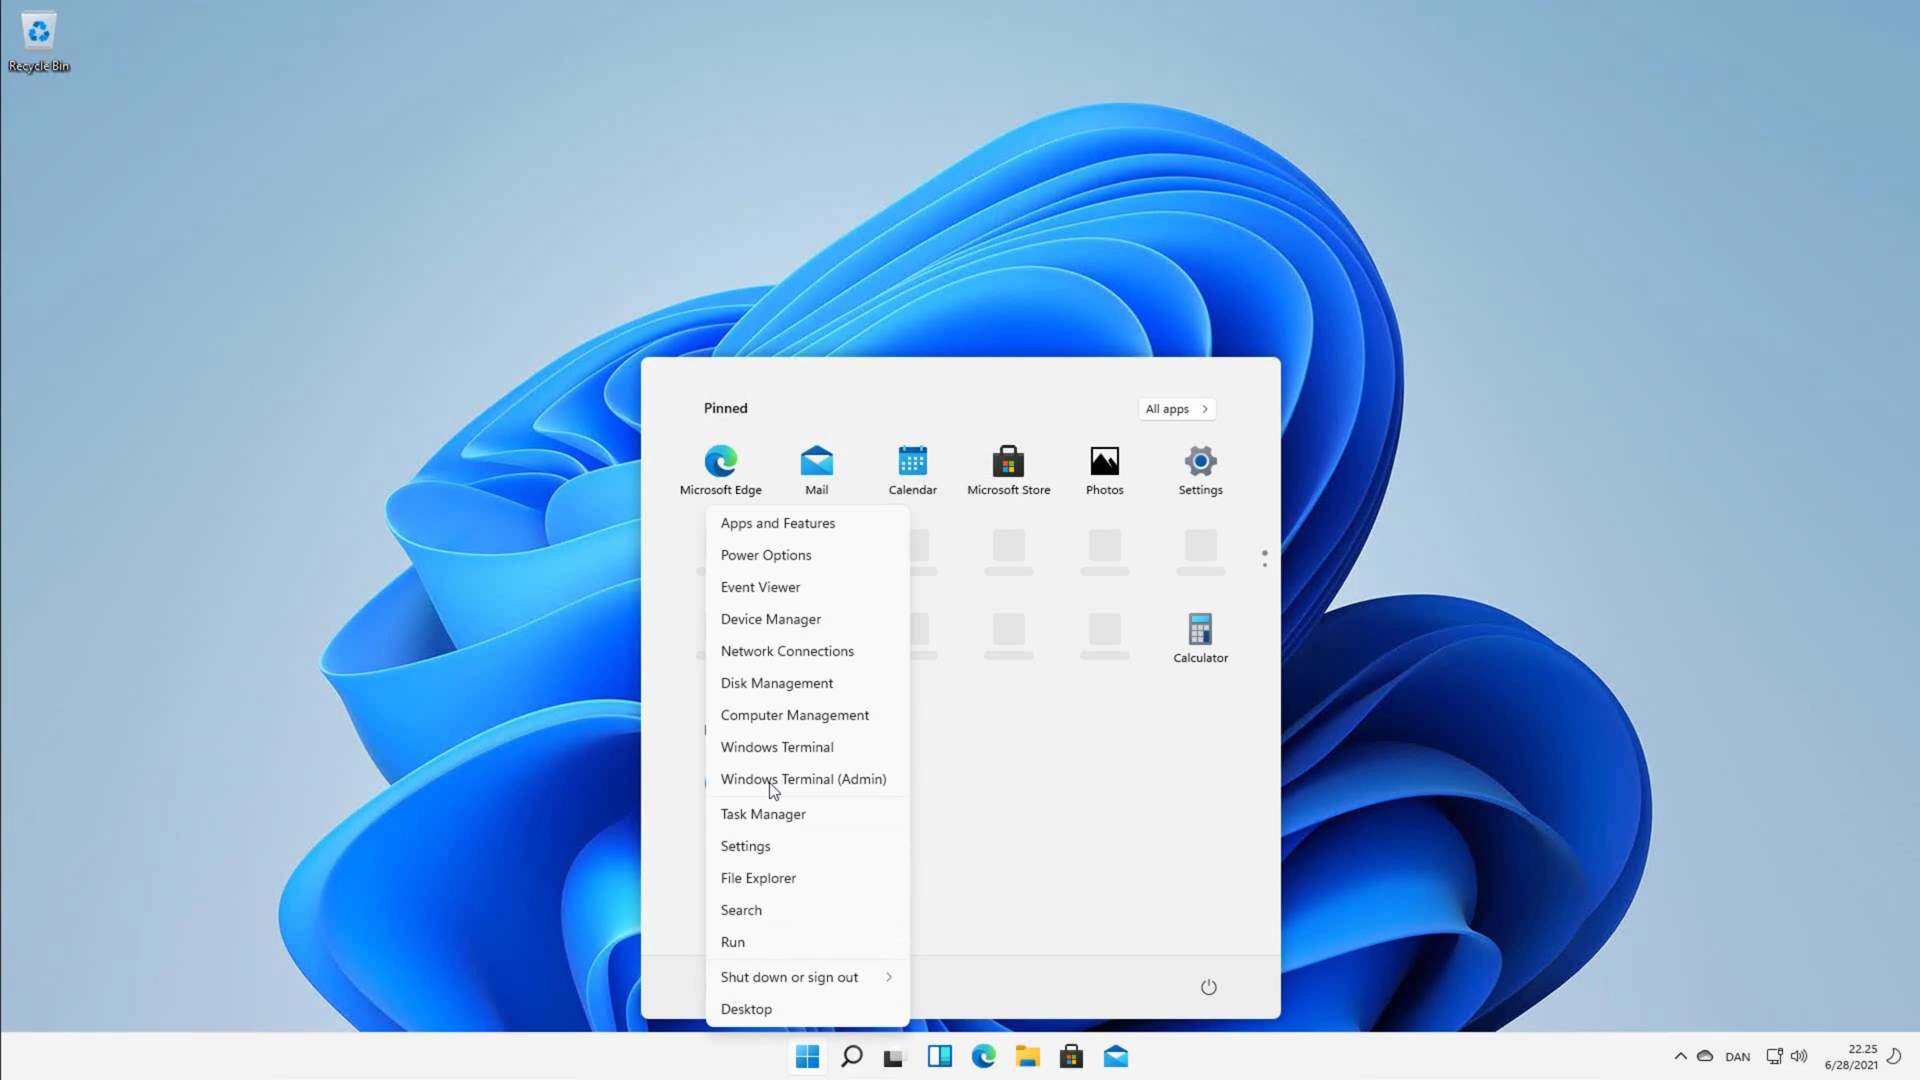 Recycle Bin
Pinned
All apps
Microsoft Edge
Mail
Calendar
Microsoft Store
Photos
Settings
Apps and Features
Power Options
Event Viewer
Device Manager
Network Connections
Disk Management
Computer Management
Windows Terminal
Windows Terminal (Admin)
Task Manager
Settings
File Explorer
Search
Run
Shut down or sign out
Desktop
Calculator
DAN
22.25
6/28/2021